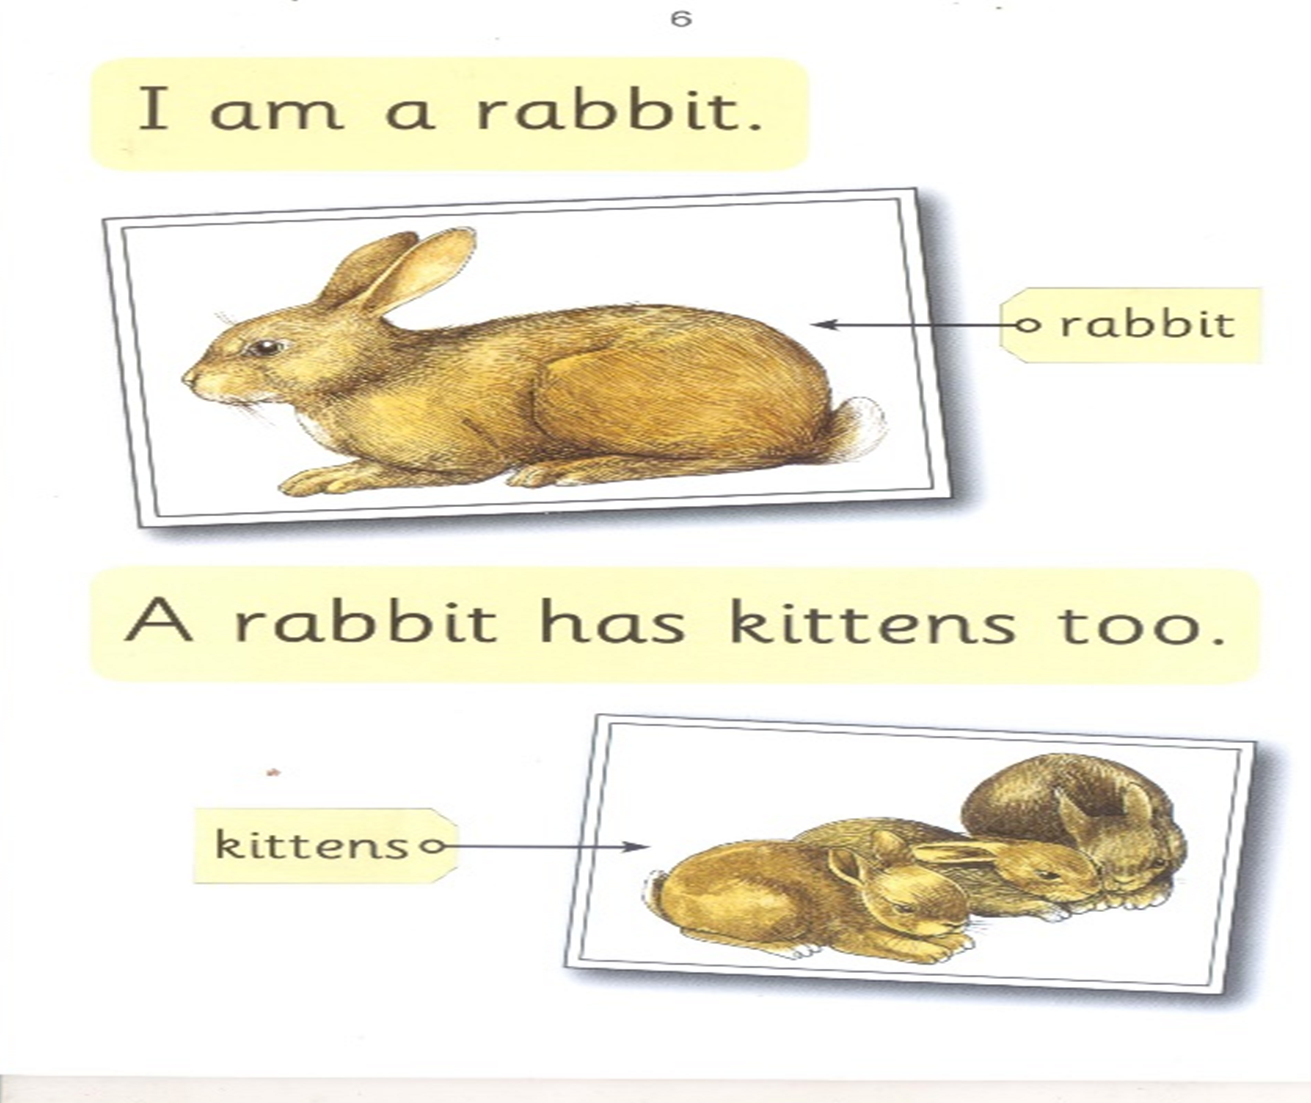 6
I am a rabbit.
rabbit
A rabbit has kittens too.
kittens